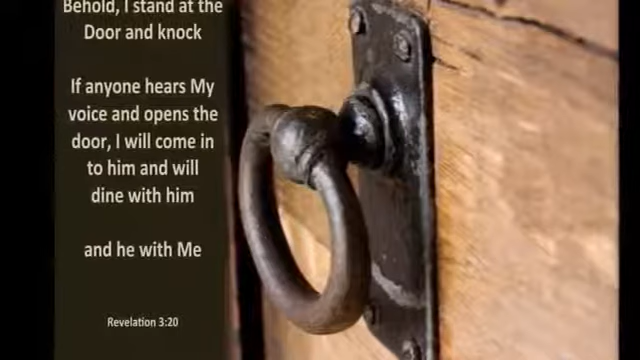 Behold, I stand at the
Door and knock
If anyone hears My
voice and opens the
door, I will come in
to him and will
dine with him
and he with Me
Revelation 3:20